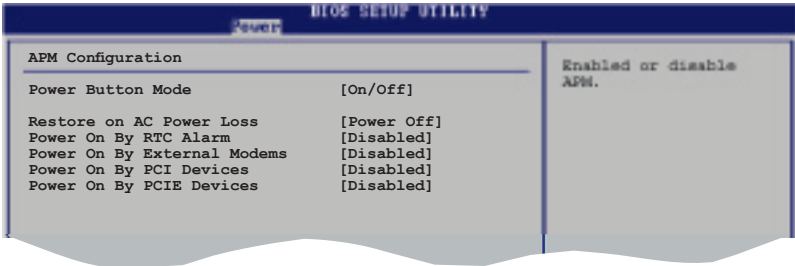 BIOS SETUP UTILITY
Power
APM Configuration
Enabled or disable
APM.
Power Button Mode [On/Off]
Restore on AC Power Loss [Power Off]
Power On By RTC Alarm [Disabled]
Power On By External Modems [Disabled]
Power On By PCI Devices [Disabled]
Power On By PCIE Devices [Disabled]